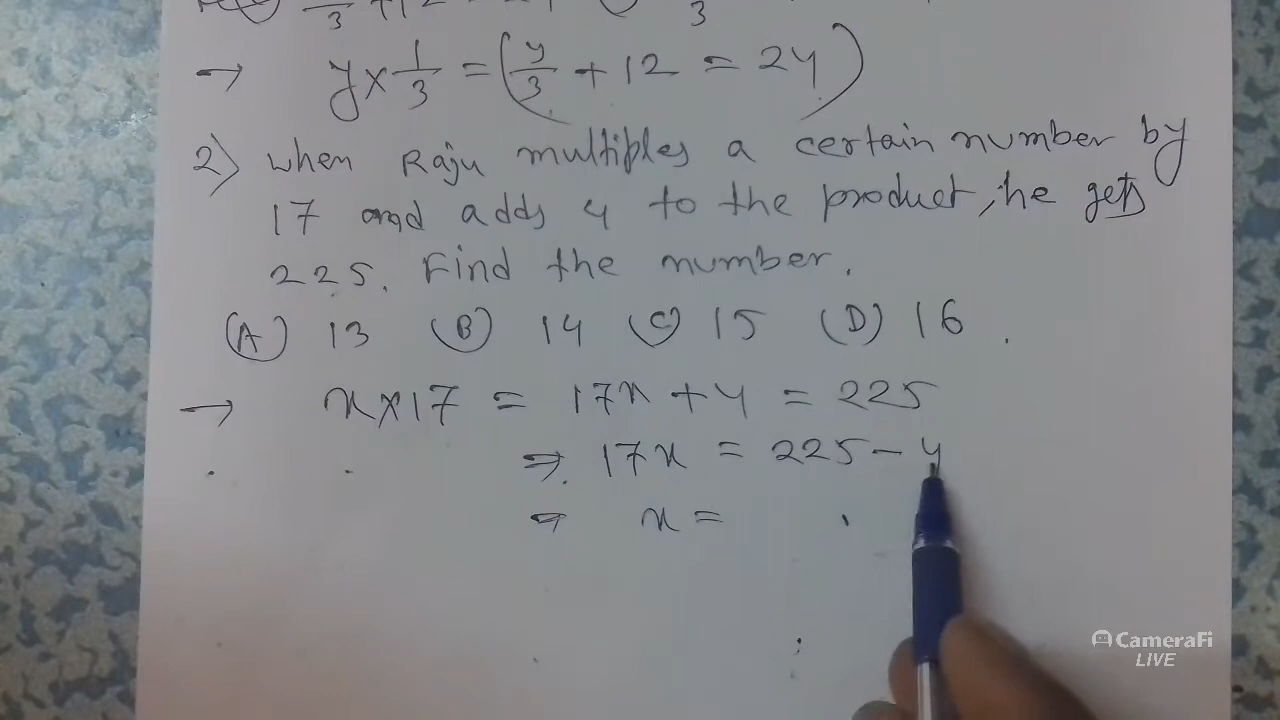 → y × 1/3 = (y/3 + 12 = 24)
2) When Raju multiples a certain number by
17 and adds 4 to the product, he gets
225. Find the number.
(A) 13 (B) 14 (C) 15 (D) 16.
→ x × 17 = 17x + 4 = 225
⇒ 17x = 225 - 4
⇒ x =
CameraFi
LIVE